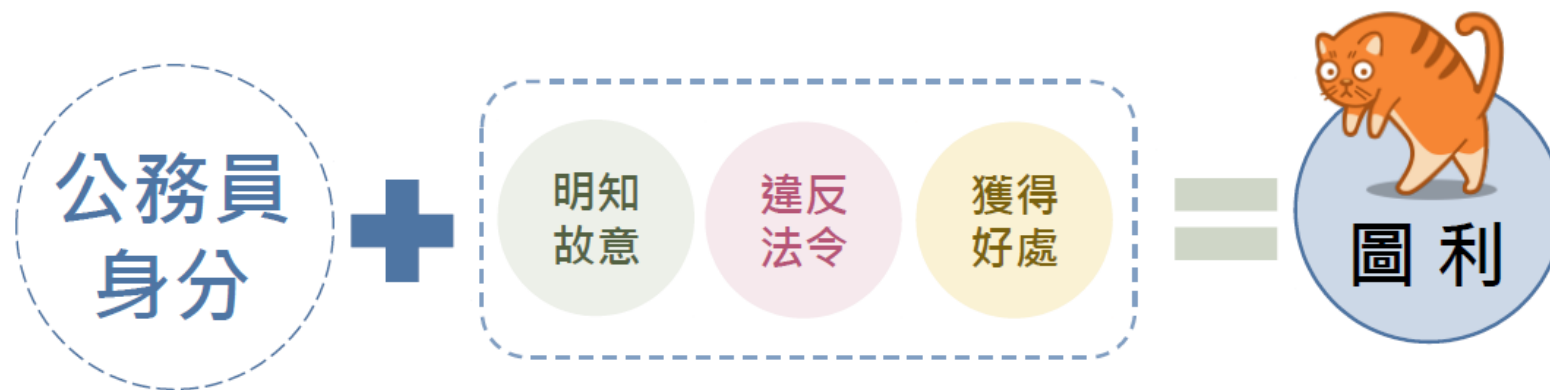 公務員
身分
明知
故意
違反
法令
獲得
好處
圖利